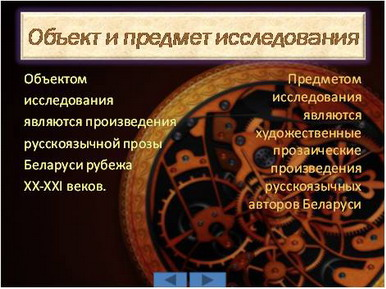 Объект и предмет исследования
Объектом
исследования
являются произведения
русскоязычной прозы
Беларуси рубежа
XX-XXI веков.
Предметом
исследования
являются
художественные
прозаические
произведения
русскоязычных
авторов Беларуси